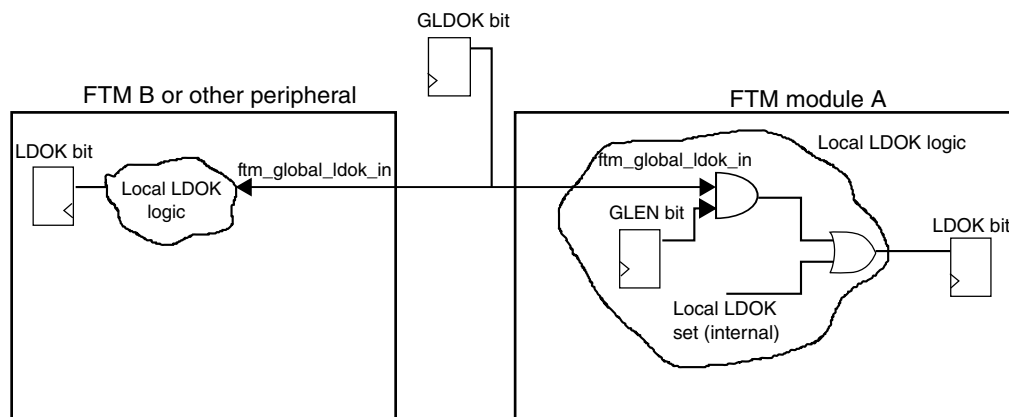 GLDOK bit
FTM B or other peripheral
FTM module A
LDOK bit
Local LDOK
logic
ftm_global_ldok_in
ftm_global_ldok_in
Local LDOK logic
GLEN bit
LDOK bit
Local LDOK
set (internal)